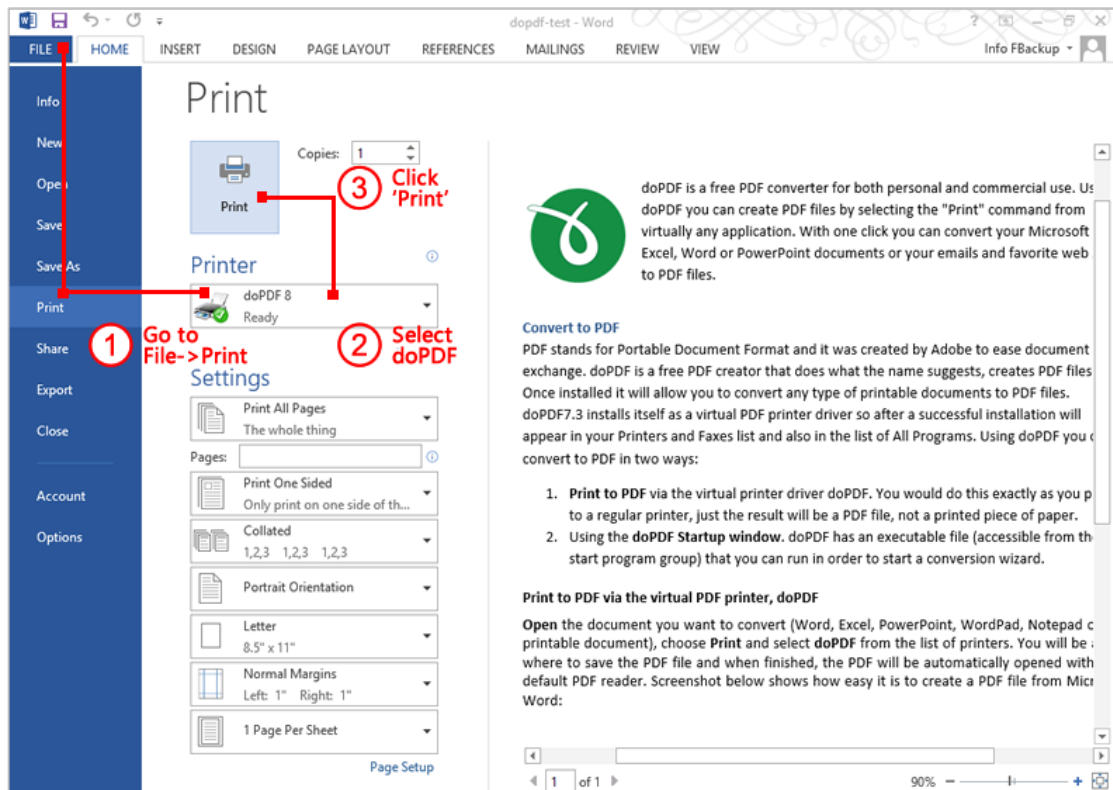 dopdf-test - Word
FILE HOME INSERT DESIGN PAGE LAYOUT REFERENCES MAILINGS REVIEW VIEW Info FBackup
Info
New
Open
Save
Save As
Print
Share
Export
Close
Account
Options
Print
Print
Copies: 1
3 Click
'Print'
Printer
doPDF 8
Ready
1 Go to
File->Print
2 Select
doPDF
Settings
Print All Pages
The whole thing
Pages:
Print One Sided
Only print on one side of th...
Collated
1,2,3 1,2,3 1,2,3
Portrait Orientation
Letter
8.5" x 11"
Normal Margins
Left: 1" Right: 1"
1 Page Per Sheet
Page Setup
doPDF is a free PDF converter for both personal and commercial use.
doPDF you can create PDF files by selecting the "Print" command from
virtually any application. With one click you can convert your Microsoft
Excel, Word or PowerPoint documents or your emails and favorite web
to PDF files.
Convert to PDF
PDF stands for Portable Document Format and it was created by Adobe to ease document
exchange. doPDF is a free PDF creator that does what the name suggests, creates PDF files
Once installed it will allow you to convert any type of printable documents to PDF files.
doPDF7.3 installs itself as a virtual PDF printer driver so after a successful installation will
appear in your Printers and Faxes list and also in the list of All Programs. Using doPDF you
convert to PDF in two ways:
1. Print to PDF via the virtual printer driver doPDF. You would do this exactly as you
to a regular printer, just the result will be a PDF file, not a printed piece of paper.
2. Using the doPDF Startup window. doPDF has an executable file (accessible from
start program group) that you can run in order to start a conversion wizard.
Print to PDF via the virtual PDF printer, doPDF
Open the document you want to convert (Word, Excel, PowerPoint, WordPad, Notepad
printable document), choose Print and select doPDF from the list of printers. You will be
where to save the PDF file and when finished, the PDF will be automatically opened with
default PDF reader. Screenshot below shows how easy it is to create a PDF file from
Word:
1 of 1
90%